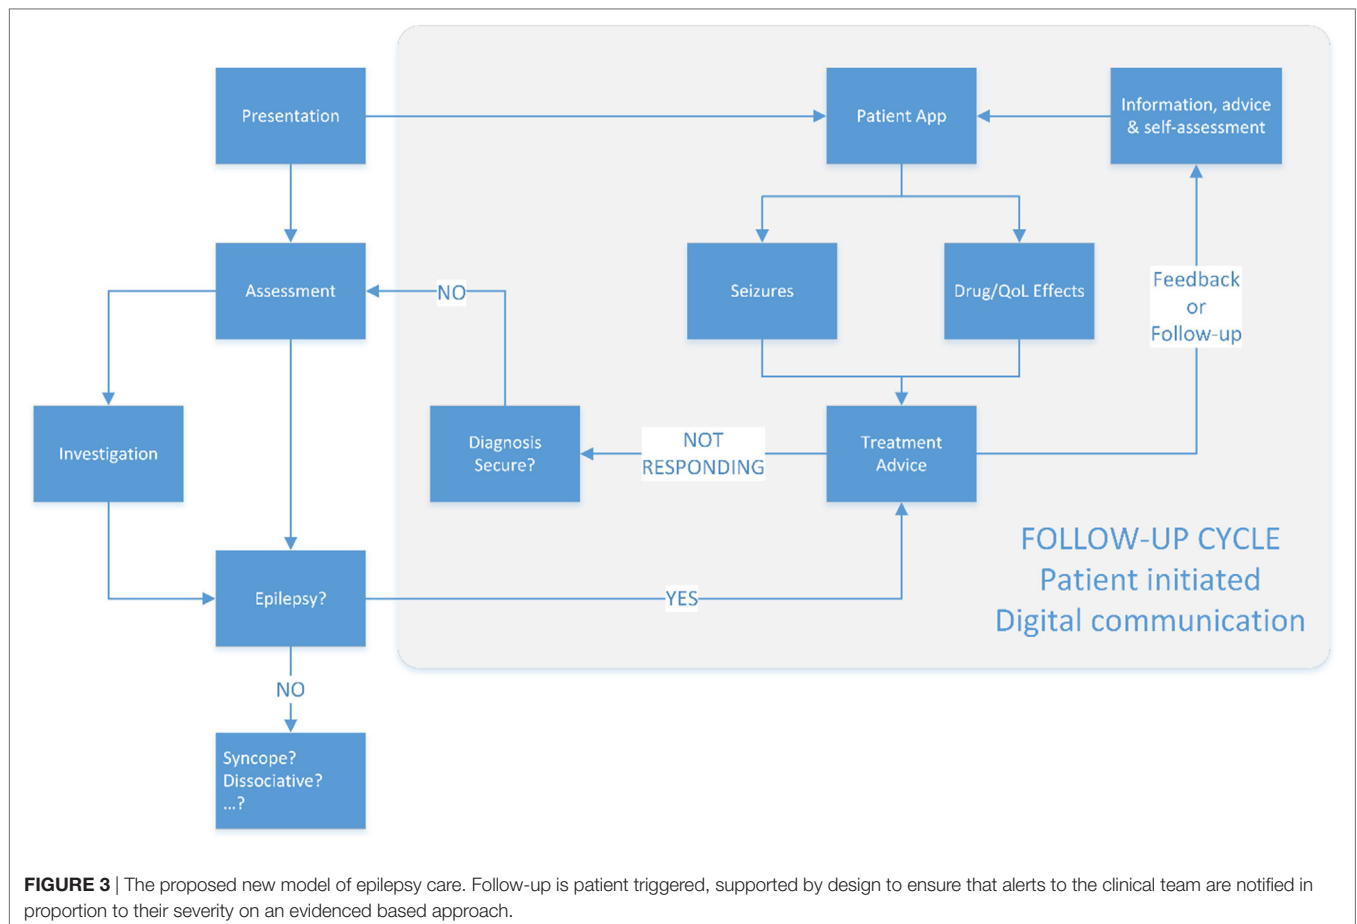 Presentation
Patient App
Information, advice
& self-assessment
Assessment
NO
Seizures
Drug/QoL Effects
Feedback
or
Follow-up
Investigation
Diagnosis
Secure?
NOT
RESPONDING
Treatment
Advice
FOLLOW-UP CYCLE
Patient initiated
Digital communication
Epilepsy?
YES
NO
Syncope?
Dissociative?
...?
FIGURE 3 | The proposed new model of epilepsy care. Follow-up is patient triggered, supported by design to ensure that alerts to the clinical team are notified in
proportion to their severity on an evidenced based approach.